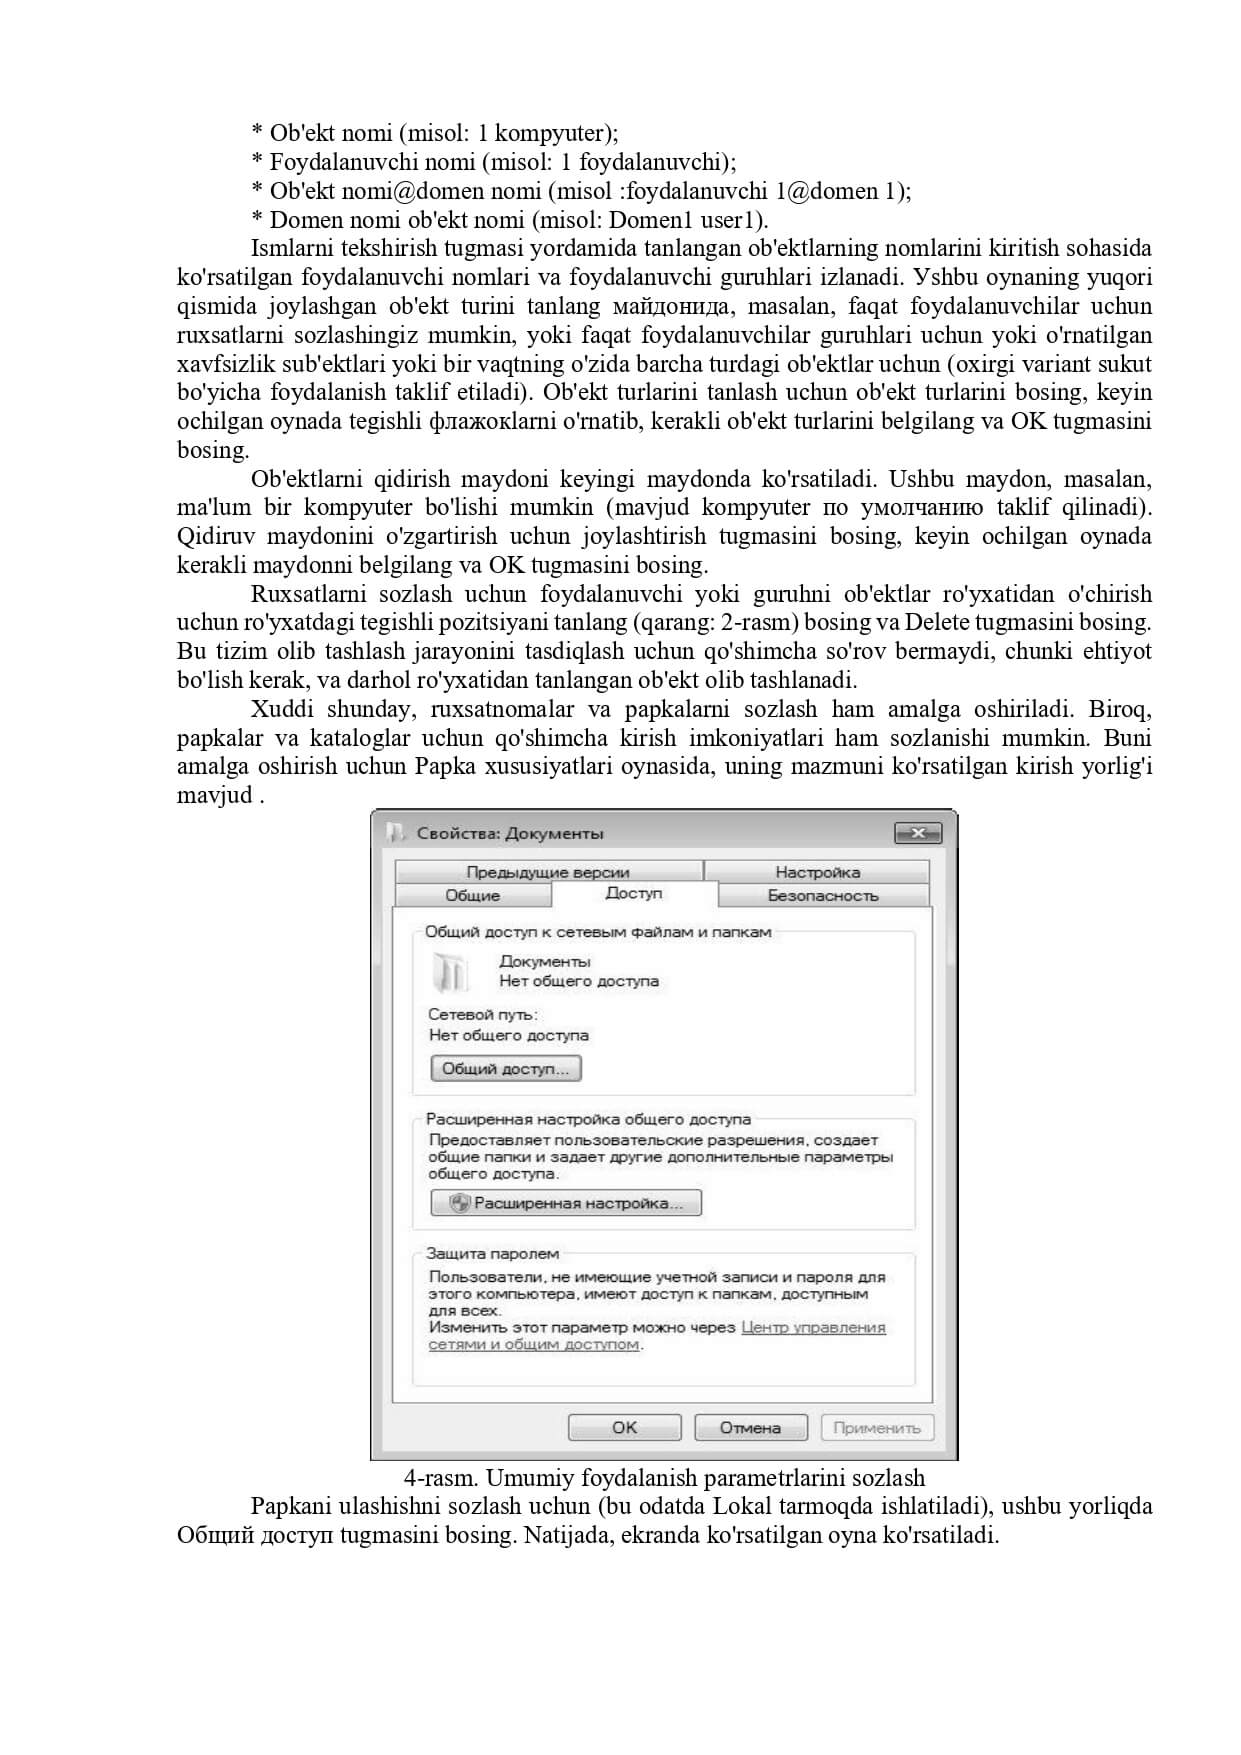 * Ob'ekt nomi (misol: 1 kompyuter);
* Foydalanuvchi nomi (misol: 1 foydalanuvchi);
* Ob'ekt nomi@domen nomi (misol :foydalanuvchi 1@domen 1);
* Domen nomi ob'ekt nomi (misol: Domen1 user1).
Ismlarni tekshirish tugmasi yordamida tanlangan ob'ektlarning nomlarini kiritish sohasida
ko'rsatilgan foydalanuvchi nomlari va foydalanuvchi guruhlari izlanadi. Ушbu oynaning yuqori
qismida joylashgan ob'ekt turini tanlang майдонида, masalan, faqat foydalanuvchilar uchun
ruxsatlarni sozlashingiz mumkin, yoki faqat foydalanuvchilar guruhlari uchun yoki o'rnatilgan
xavfsizlik sub'ektlari yoki bir vaqtning o'zida barcha turdagi ob'ektlar uchun (oxirgi variant sukut
bo'yicha foydalanish taklif etiladi). Ob'ekt turlarini tanlash uchun ob'ekt turlarini bosing, keyin
ochilgan oynada tegishli флажокlarni o'rnatib, kerakli ob'ekt turlarini belgilang va OK tugmasini
bosing.
Ob'ektlarni qidirish maydoni keyingi maydonda ko'rsatiladi. Ushbu maydon, masalan,
ma'lum bir kompyuter bo'lishi mumkin (mavjud kompyuter по умолчанию taklif qilinadi).
Qidiruv maydonini o'zgartirish uchun joylashtirish tugmasini bosing, keyin ochilgan oynada
kerakli maydonni belgilang va OK tugmasini bosing.
Ruxsatlarni sozlash uchun foydalanuvchi yoki guruhni ob'ektlar ro'yxatidan o'chirish
uchun ro'yxatdagi tegishli pozitsiyani tanlang (qarang: 2-rasm) bosing va Delete tugmasini bosing.
Bu tizim olib tashlash jarayonini tasdiqlash uchun qo'shimcha so'rov bermaydi, chunki ehtiyot
bo'lish kerak, va darhol ro'yxatidan tanlangan ob'ekt olib tashlanadi.
Xuddi shunday, ruxsatnomalar va papkalarni sozlash ham amalga oshiriladi. Biroq,
papkalar va kataloglar uchun qo'shimcha kirish imkoniyatlari ham sozlanishi mumkin. Buni
amalga oshirish uchun Papka xususiyatlari oynasida, uning mazmuni ko'rsatilgan kirish yorlig'i
mavjud .
Свойства: Документы
Предыдущие версии Настройка
Общие Доступ Безопасность
Общий доступ к сетевым файлам и папкам
Документы
Нет общего доступа
Сетевой путь:
Нет общего доступа
Общий доступ...
Расширенная настройка общего доступа
Предоставляет пользовательские разрешения, создает
общие папки и задает другие дополнительные параметры
общего доступа.
Расширенная настройка...
Защита паролем
Пользователи, не имеющие учетной записи и пароля для
этого компьютера, имеют доступ к папкам, доступным
для всех.
Изменить этот параметр можно через Центр управления
сетями и общим доступом.
OK Отмена Применить
4-rasm. Umumiy foydalanish parametrlarini sozlash
Papkani ulashishni sozlash uchun (bu odatda Lokal tarmoqda ishlatiladi), ushbu yorliqda
Общий доступ tugmasini bosing. Natijada, ekranda ko'rsatilgan oyna ko'rsatiladi.